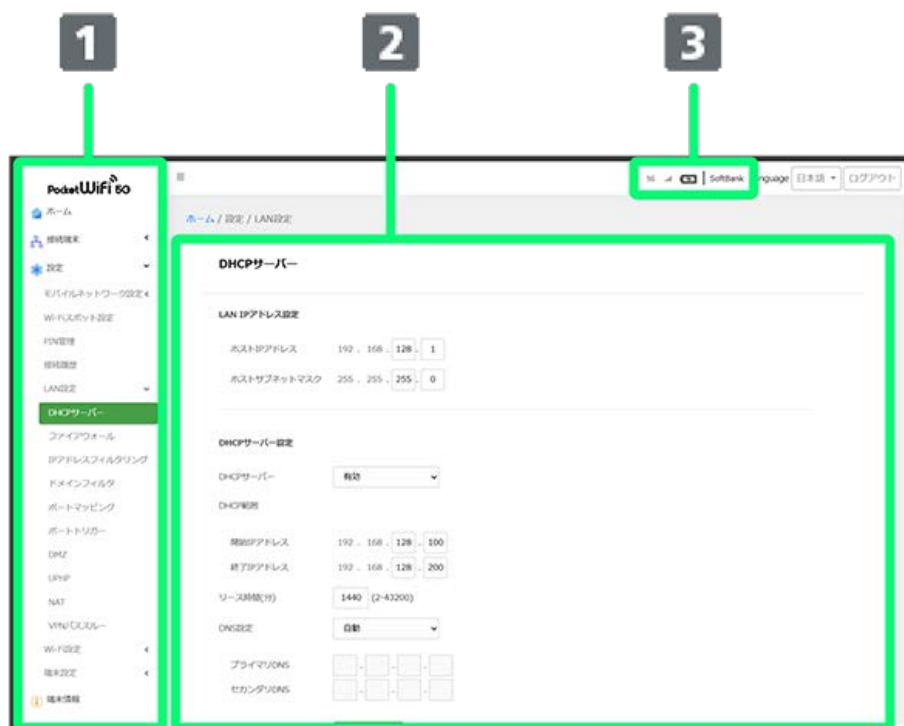 1
2
3
PocketWiFi 5G
5G SoftBank nguage 日本語 ログアウト
ホーム
接続端末
設定
モバイルネットワーク設定
Wi-Fiスポット設定
PIN管理
接続履歴
LAN設定
DHCPサーバー
ファイアウォール
IPアドレスフィルタリング
ドメインフィルタ
ポートマッピング
ポートトリガー
DMZ
UPnP
NAT
VPNパススルー
Wi-Fi設定
端末設定
端末情報
ホーム / 設定 / LAN設定
DHCPサーバー
LAN IPアドレス設定
ホストIPアドレス 192 . 168 . 128 . 1
ホストサブネットマスク 255 . 255 . 255 . 0
DHCPサーバー設定
DHCPサーバー 有効
DHCP範囲
開始IPアドレス 192 . 168 . 128 . 100
終了IPアドレス 192 . 168 . 128 . 200
リース時間(分) 1440 (2-43200)
DNS設定 自動
プライマリDNS
セカンダリDNS